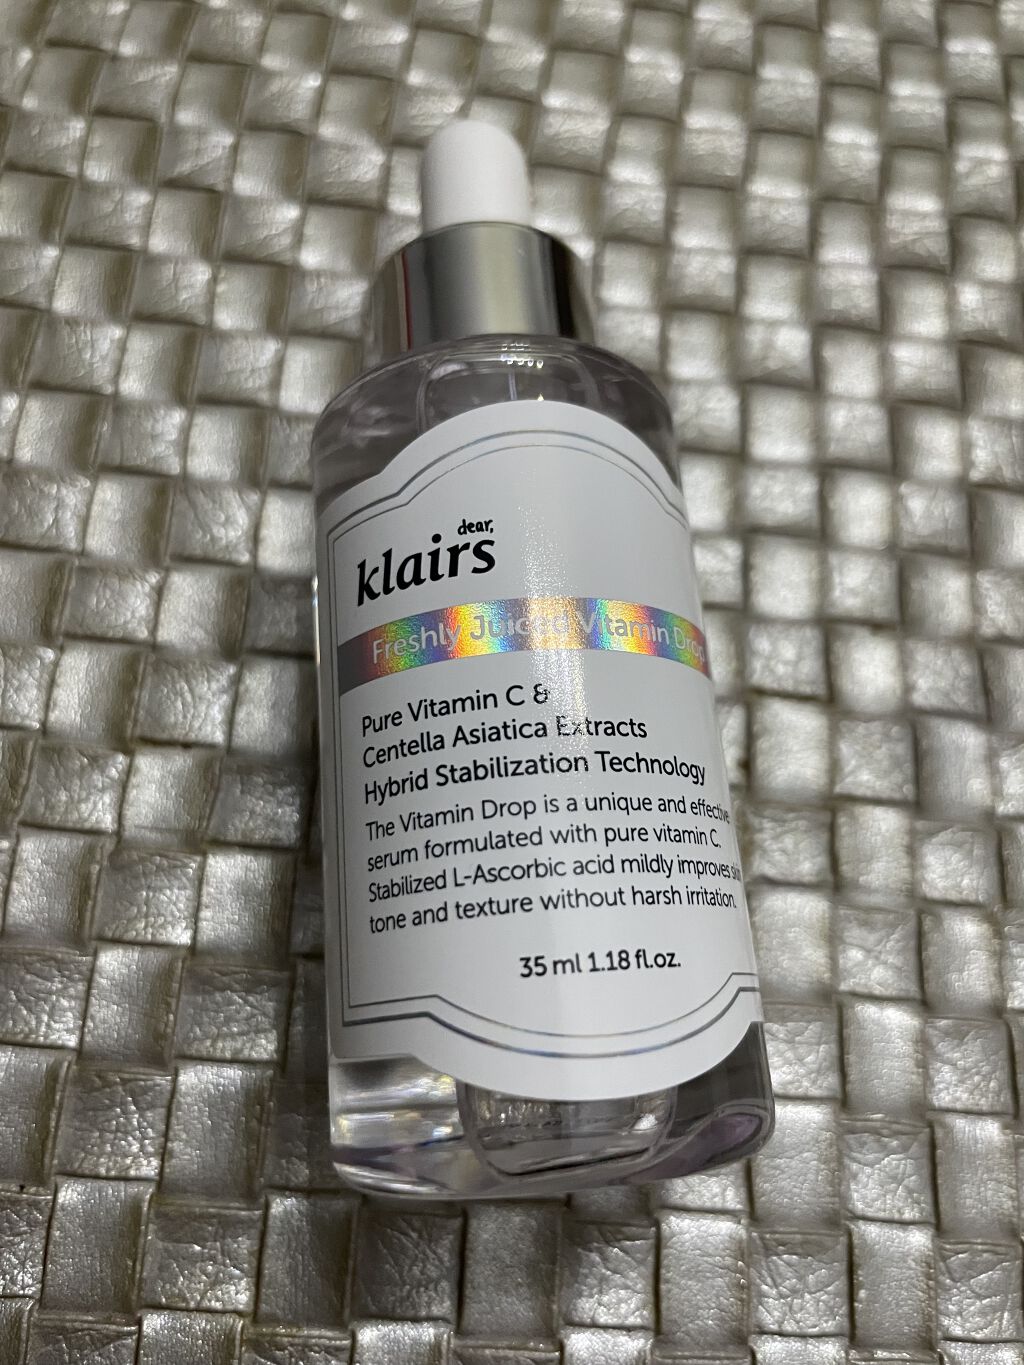 dear,
klairs
Freshly Juiced Vitamin Drop
Pure Vitamin C &
Centella Asiatica Extracts
Hybrid Stabilization Technology
The Vitamin Drop is a unique and effective
serum formulated with pure vitamin C.
Stabilized L-Ascorbic acid mildly improves skin
tone and texture without harsh irritation.
35 ml 1.18 fl.oz.